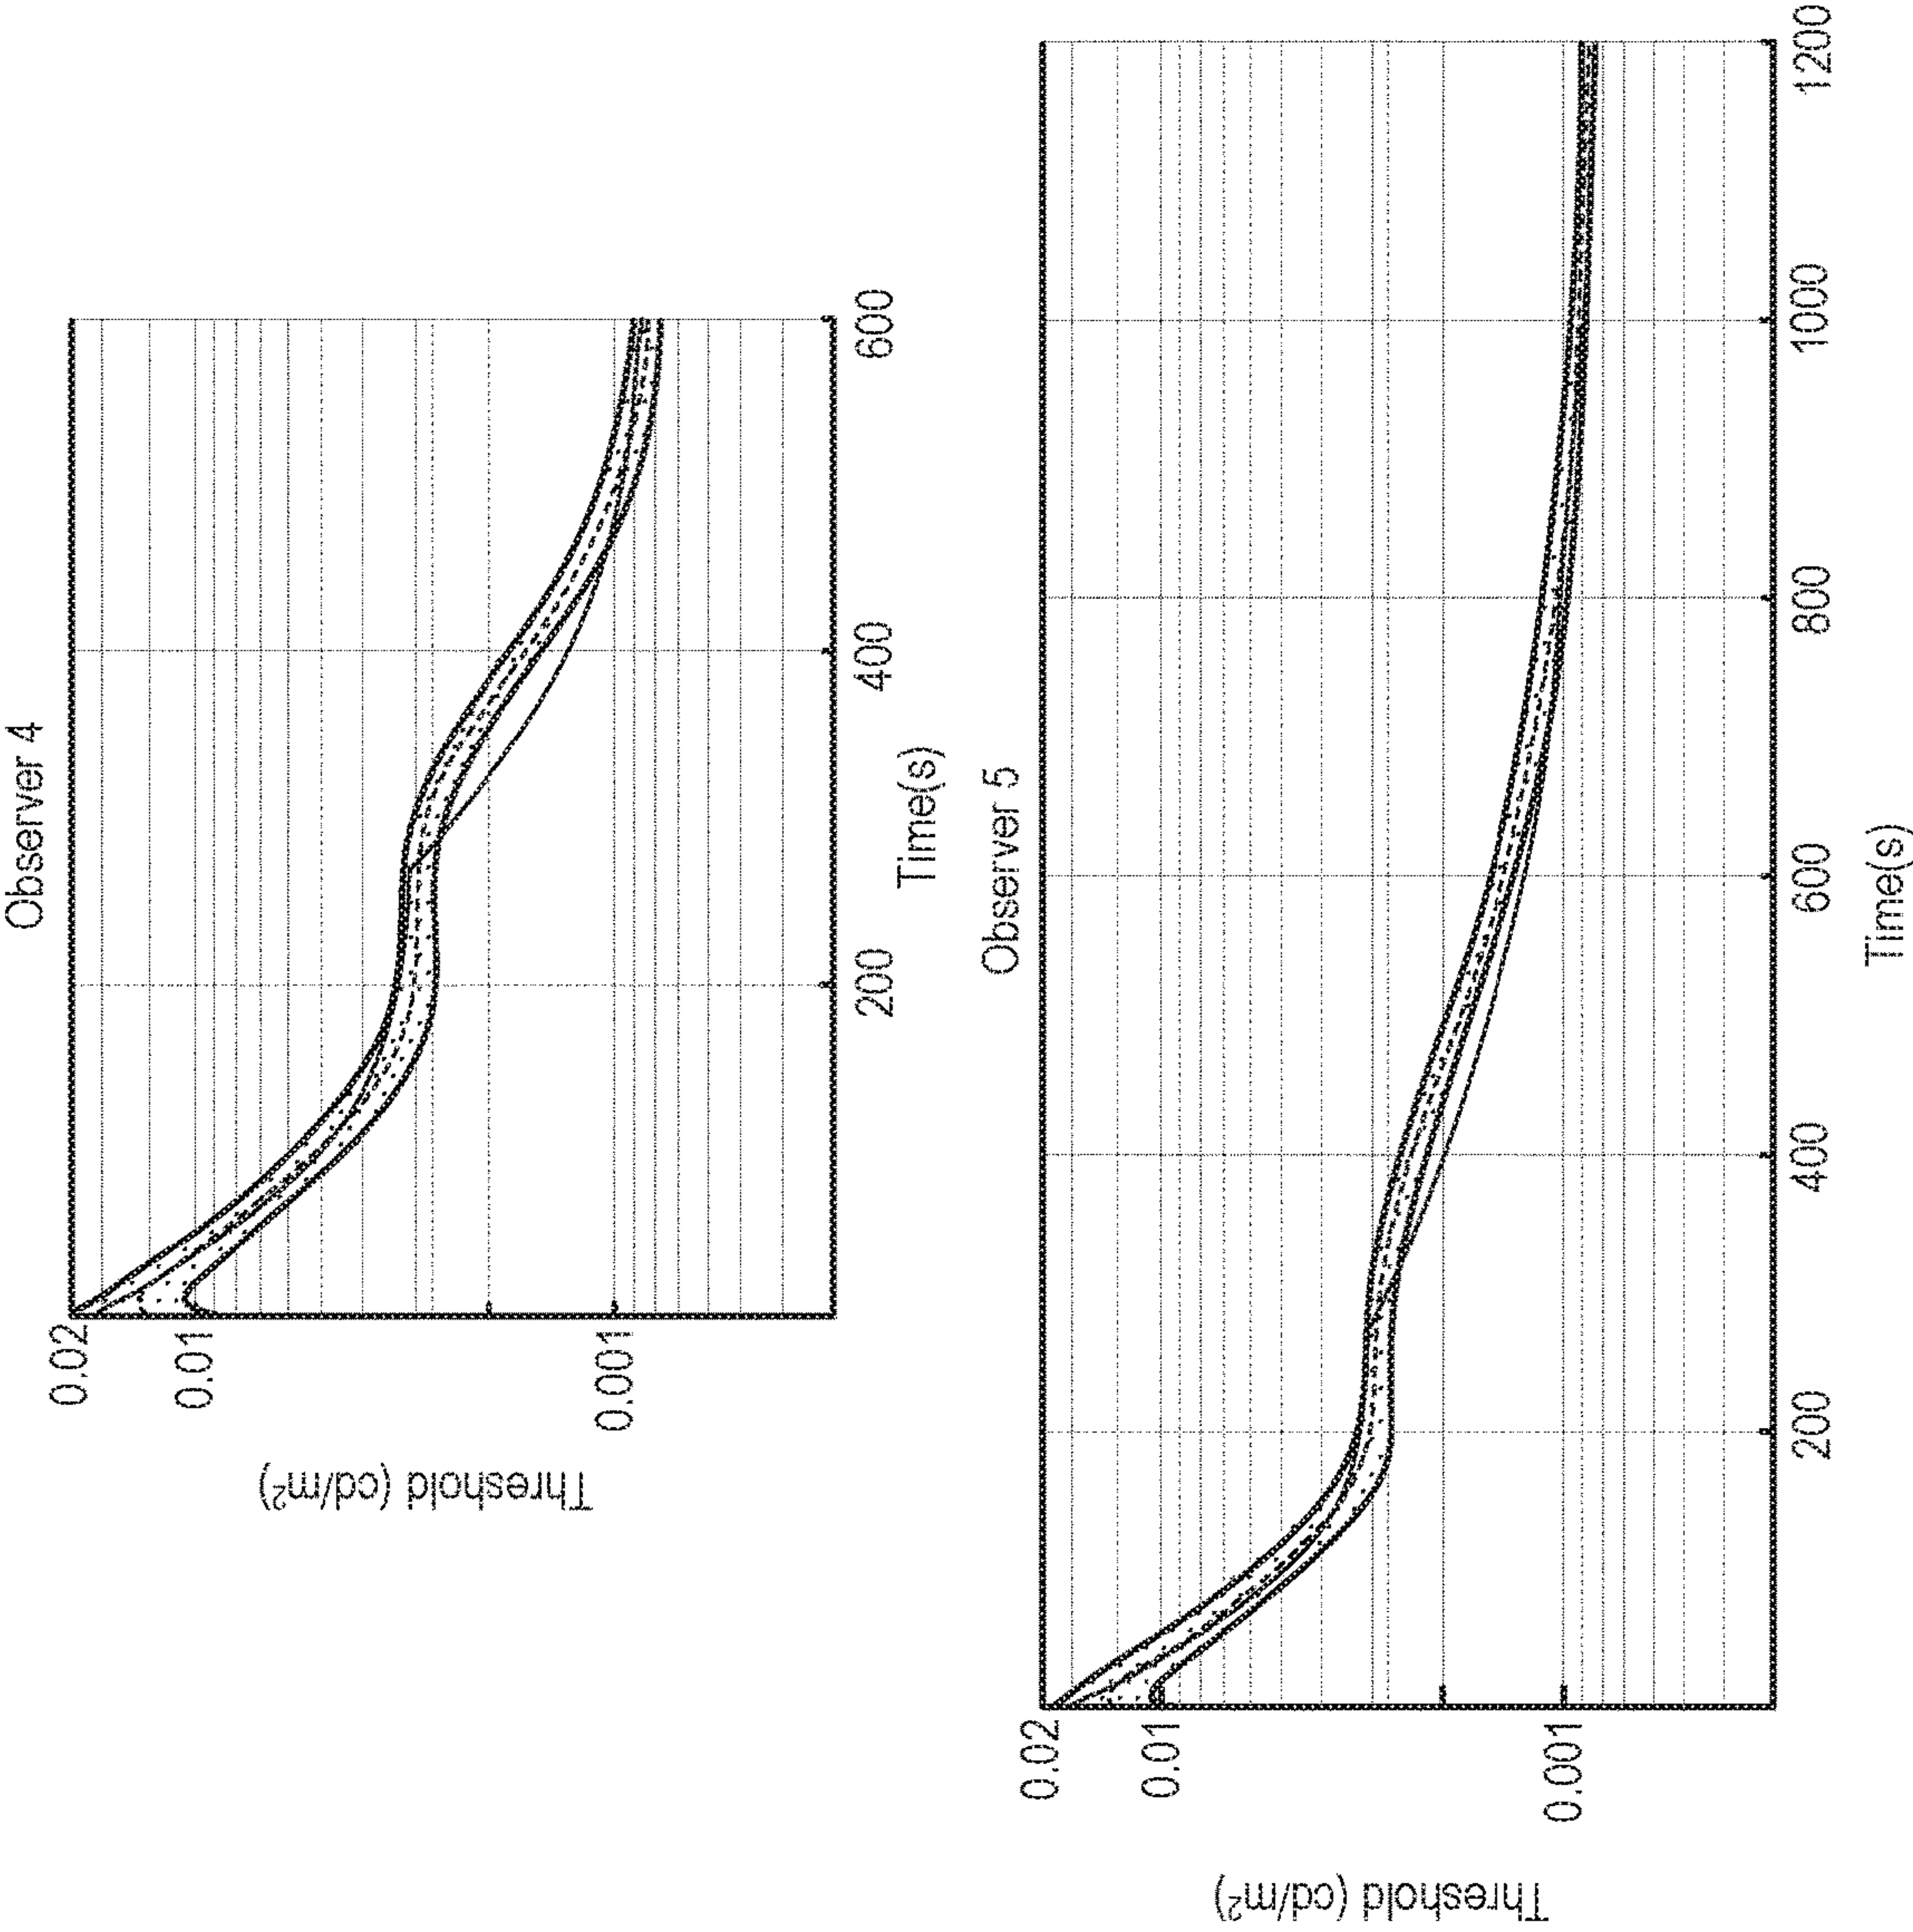 Observer 4
Threshold (cd/m²)
0.02
0.01
0.001
200
400
600
Time(s)
Observer 5
Threshold (cd/m²)
0.02
0.01
0.001
200
400
600
800
1000
1200
Time(s)